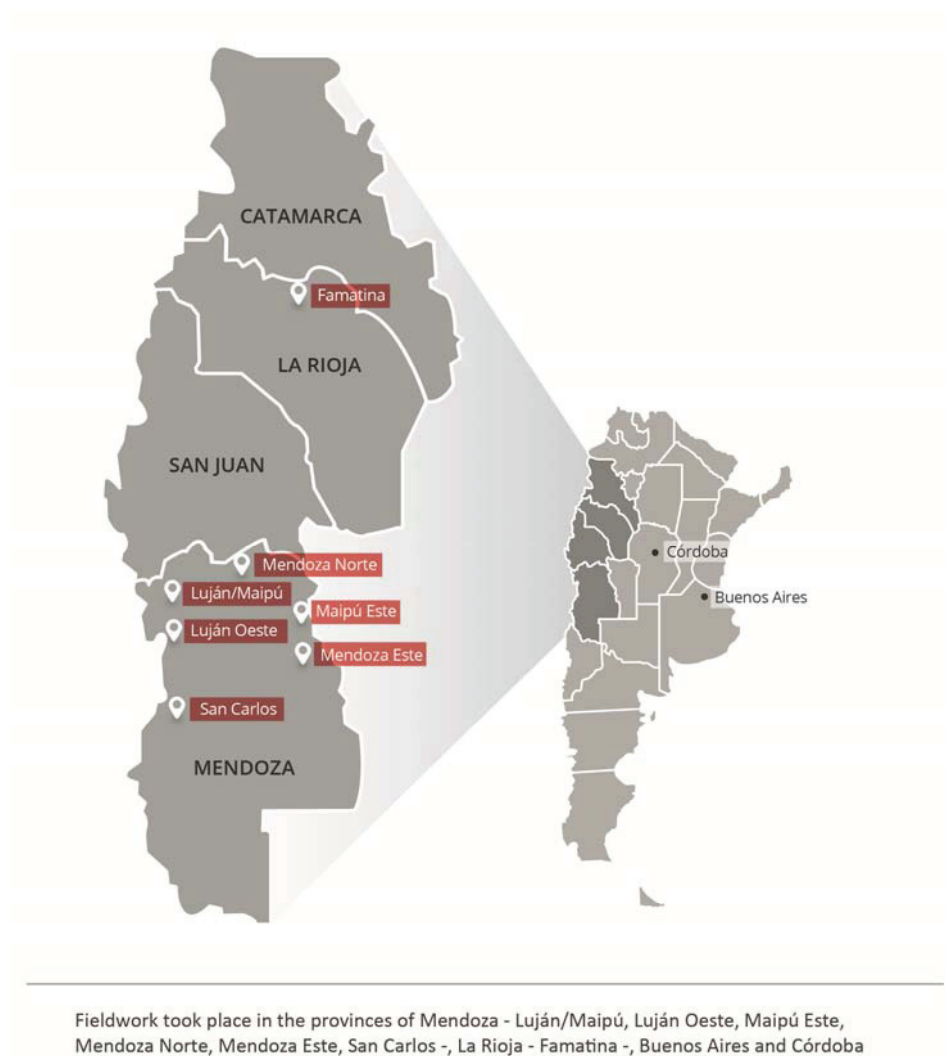 CATAMARCA
Famatina
LA RIOJA
SAN JUAN
Mendoza Norte
Luján/Maipú
Maipú Este
Luján Oeste
Mendoza Este
San Carlos
MENDOZA
Córdoba
Buenos Aires
Fieldwork took place in the provinces of Mendoza - Luján/Maipú, Luján Oeste, Maipú Este,
Mendoza Norte, Mendoza Este, San Carlos -, La Rioja - Famatina -, Buenos Aires and Córdoba